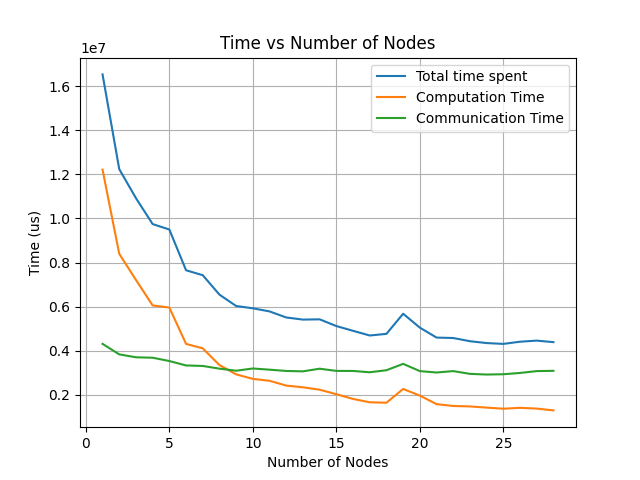 Time vs Number of Nodes
1e7
Total time spent
Computation Time
Communication Time
1.6
1.4
1.2
1.0
0.8
0.6
0.4
0.2
Time (us)
0 5 10 15 20 25
Number of Nodes